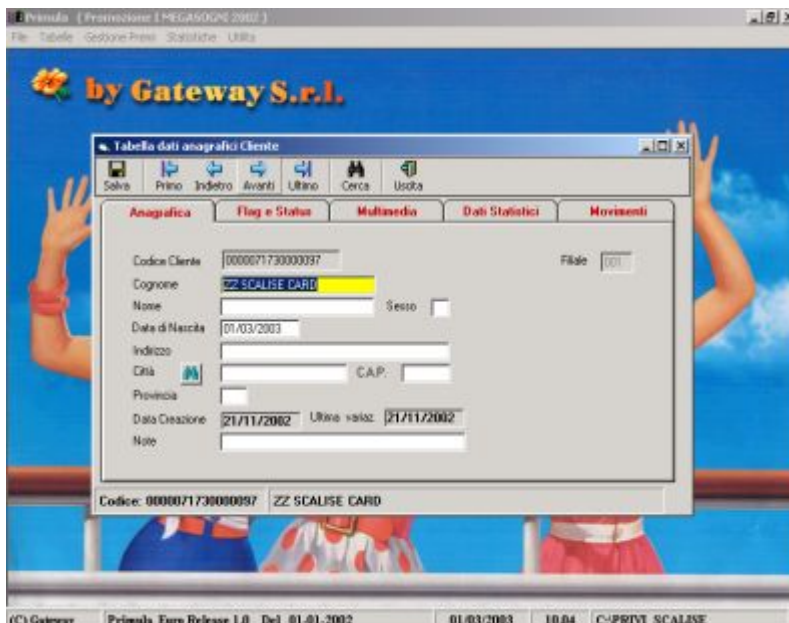 Primula ( Promozione I MEGASOGNI 2002 )
File Tabelle Gestione Premi Statistiche Utilità
by Gateway S.r.l.
Tabella dati anagrafici Cliente
Salva Primo Indietro Avanti Ultimo Cerca Uscita
Anagrafica Flag e Status Multimedia Dati Statistici Movimenti
Codice Cliente 0000071730000097 Filiale 001
Cognome ZZ SCALISE CARD
Nome Sesso
Data di Nascita 01/03/2003
Indirizzo
Città C.A.P.
Provincia
Data Creazione 21/11/2002 Ultima variaz. 21/11/2002
Note
Codice: 0000071730000097 ZZ SCALISE CARD
(C) Gateway Primula Euro Release 1.0 Del 01-01-2002 01/03/2003 10.04 C:\PRIVI_SCALISE